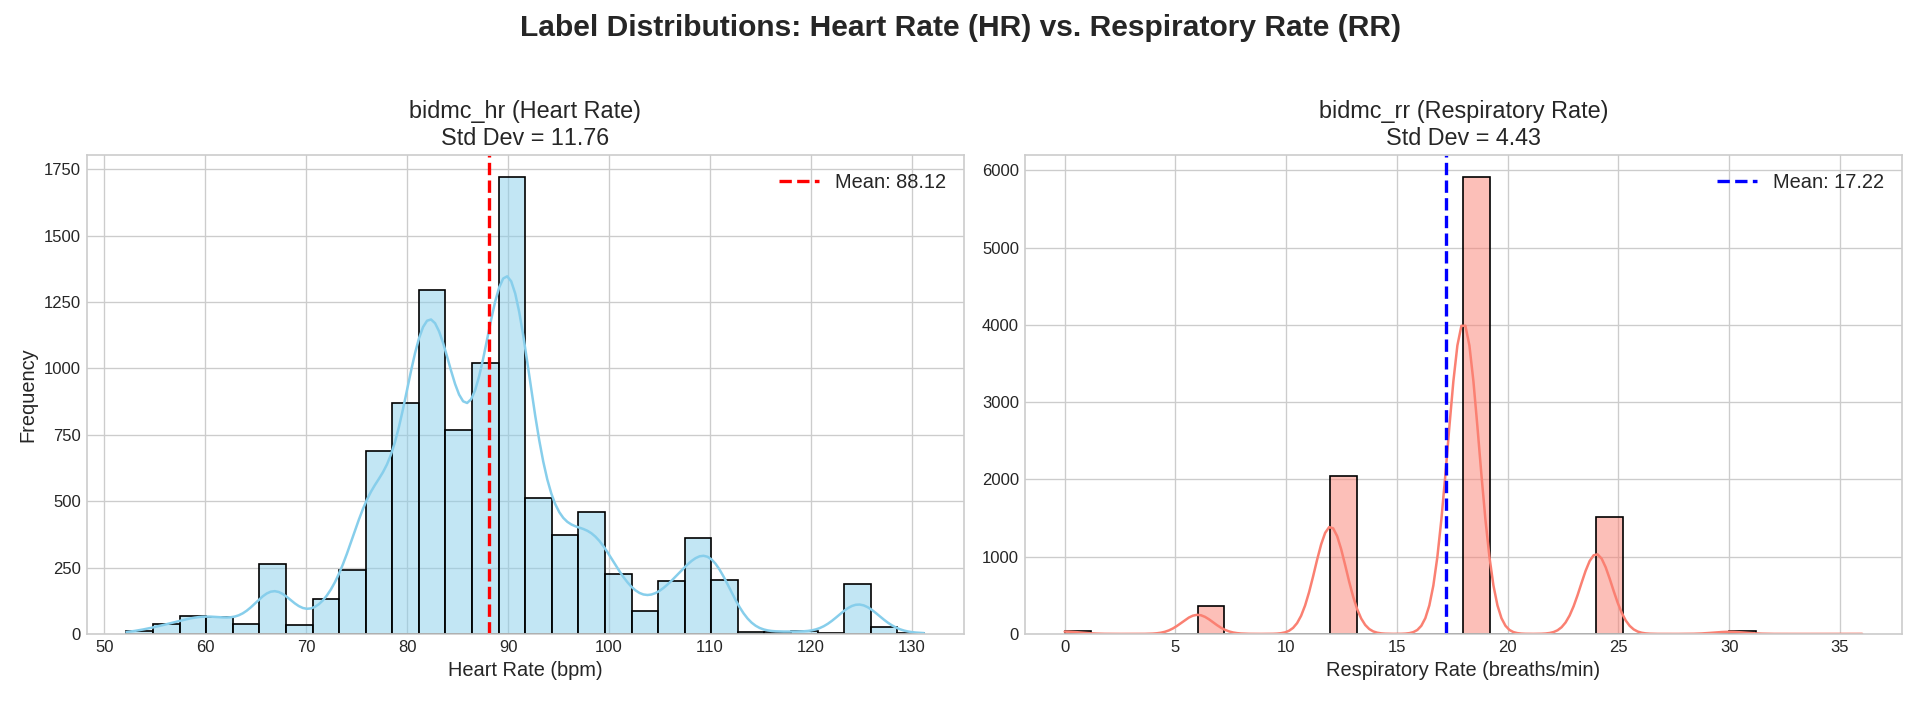 Label Distributions: Heart Rate (HR) vs. Respiratory Rate (RR)
bidmc_hr (Heart Rate)
Std Dev = 11.76
Mean: 88.12
1750
1500
1250
1000
750
500
250
0
Frequency
50 60 70 80 90 100 110 120 130
Heart Rate (bpm)
bidmc_rr (Respiratory Rate)
Std Dev = 4.43
Mean: 17.22
6000
5000
4000
3000
2000
1000
0
0 5 10 15 20 25 30 35
Respiratory Rate (breaths/min)